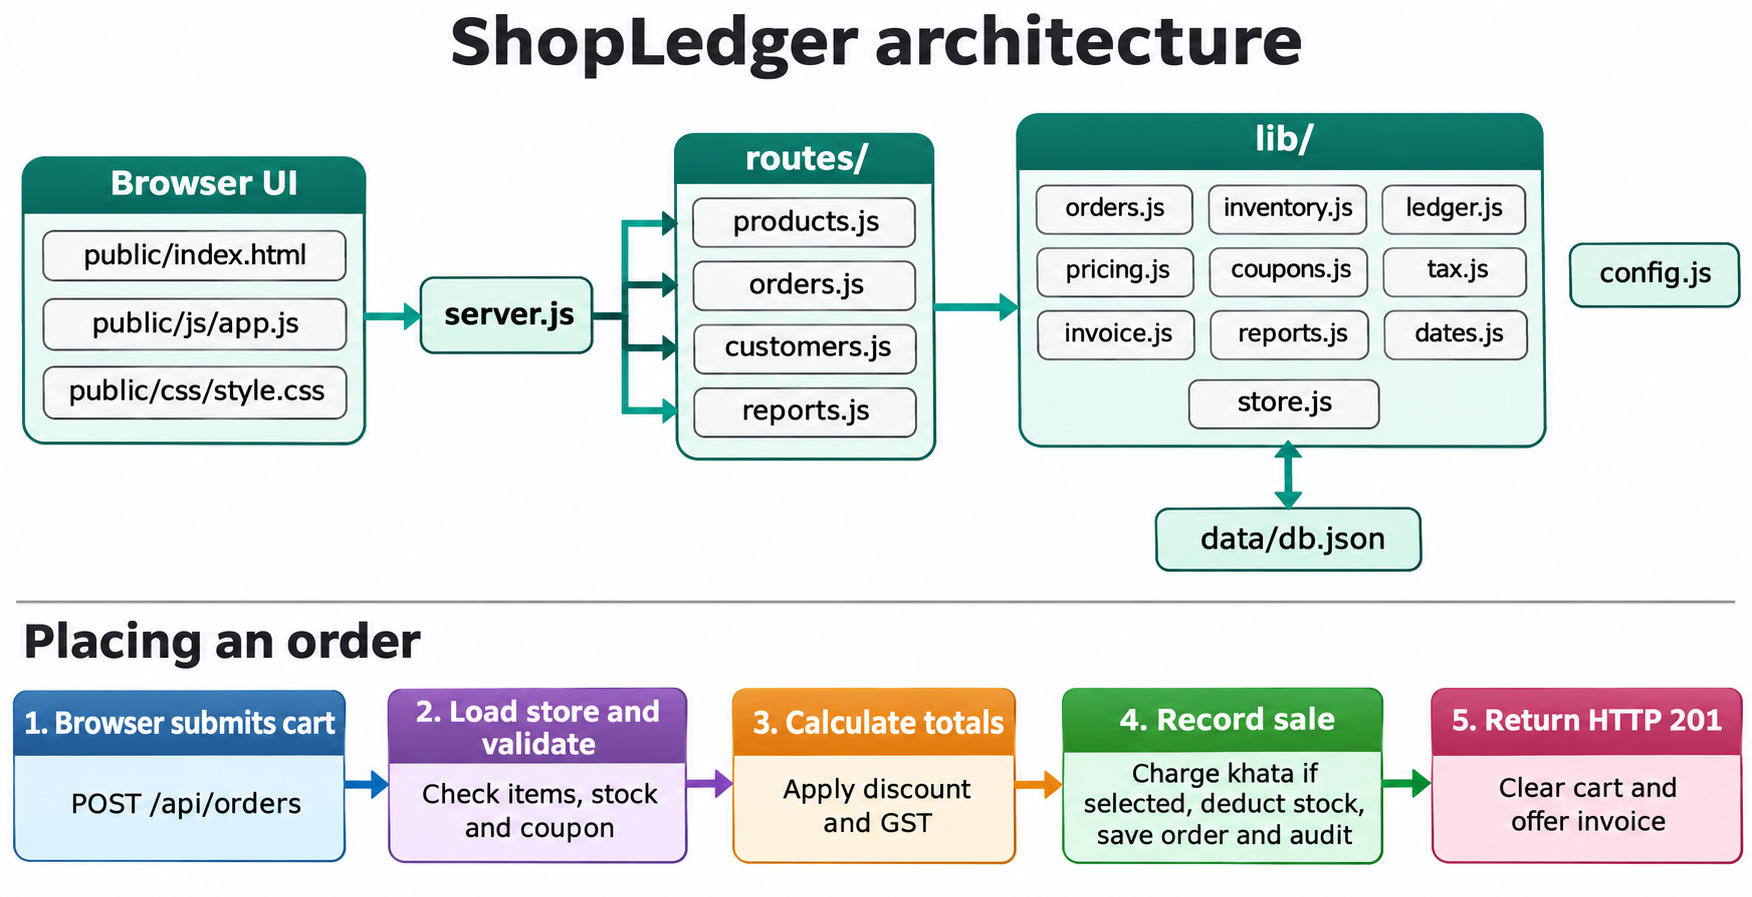 ShopLedger architecture
Browser UI
public/index.html
public/js/app.js
public/css/style.css
server.js
routes/
products.js
orders.js
customers.js
reports.js
lib/
orders.js
inventory.js
ledger.js
pricing.js
coupons.js
tax.js
invoice.js
reports.js
dates.js
store.js
config.js
data/db.json
Placing an order
1. Browser submits cart
POST /api/orders
2. Load store and
validate
Check items, stock
and coupon
3. Calculate totals
Apply discount
and GST
4. Record sale
Charge khata if
selected, deduct stock,
save order and audit
5. Return HTTP 201
Clear cart and
offer invoice